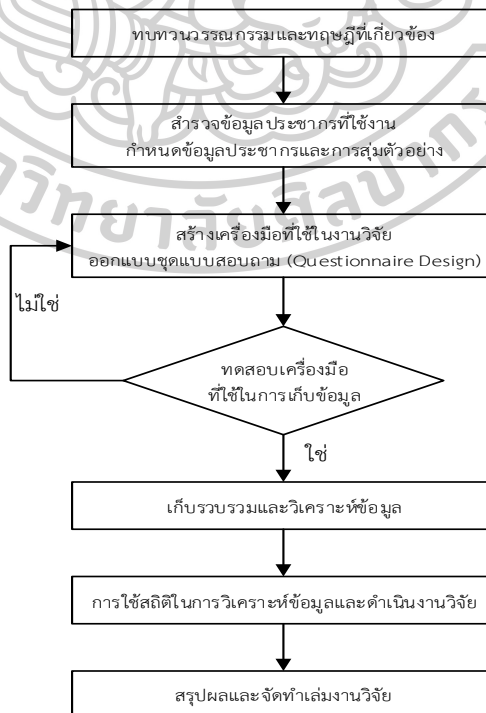 ทบทวนวรรณกรรมและทฤษฎีที่เกี่ยวข้อง
สำรวจข้อมูลประชากรที่ใช้งาน
กำหนดข้อมูลประชากรและการสุ่มตัวอย่าง
สร้างเครื่องมือที่ใช้ในงานวิจัย
ออกแบบชุดแบบสอบถาม (Questionnaire Design)
ไม่ใช่
ทดสอบเครื่องมือ
ที่ใช้ในการเก็บข้อมูล
ใช่
เก็บรวบรวมและวิเคราะห์ข้อมูล
การใช้สถิติในการวิเคราะห์ข้อมูลและดำเนินงานวิจัย
สรุปผลและจัดทำเล่มงานวิจัย